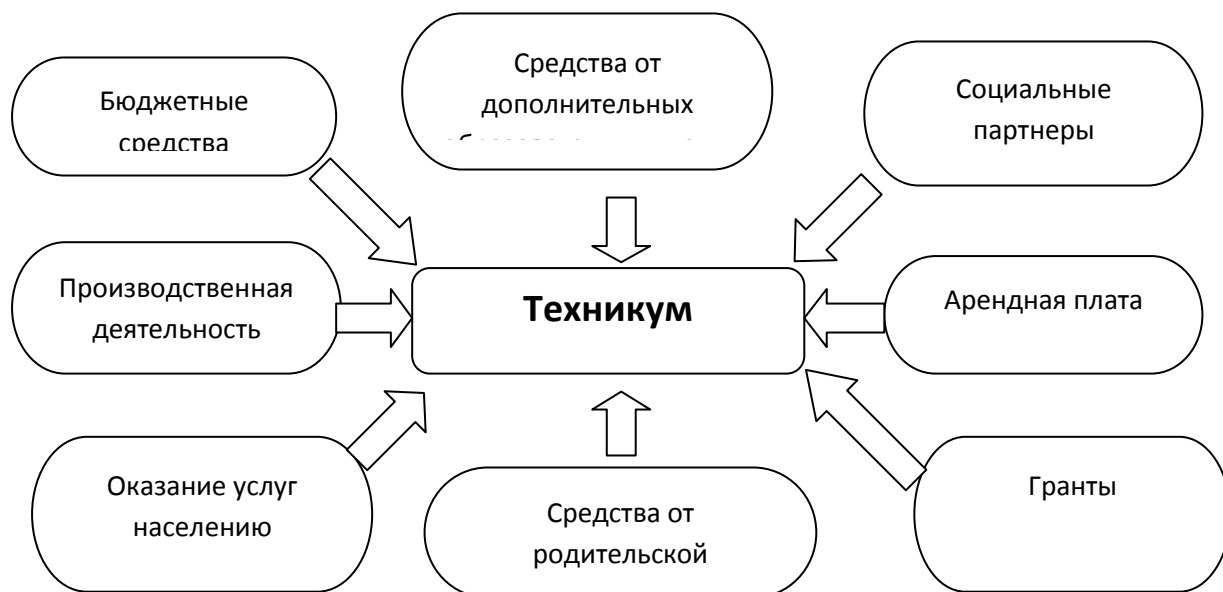 Бюджетные
средства
Средства от
дополнительных
Социальные
партнеры
Производственная
деятельность
Техникум
Арендная плата
Оказание услуг
населению
Средства от
родительской
Гранты